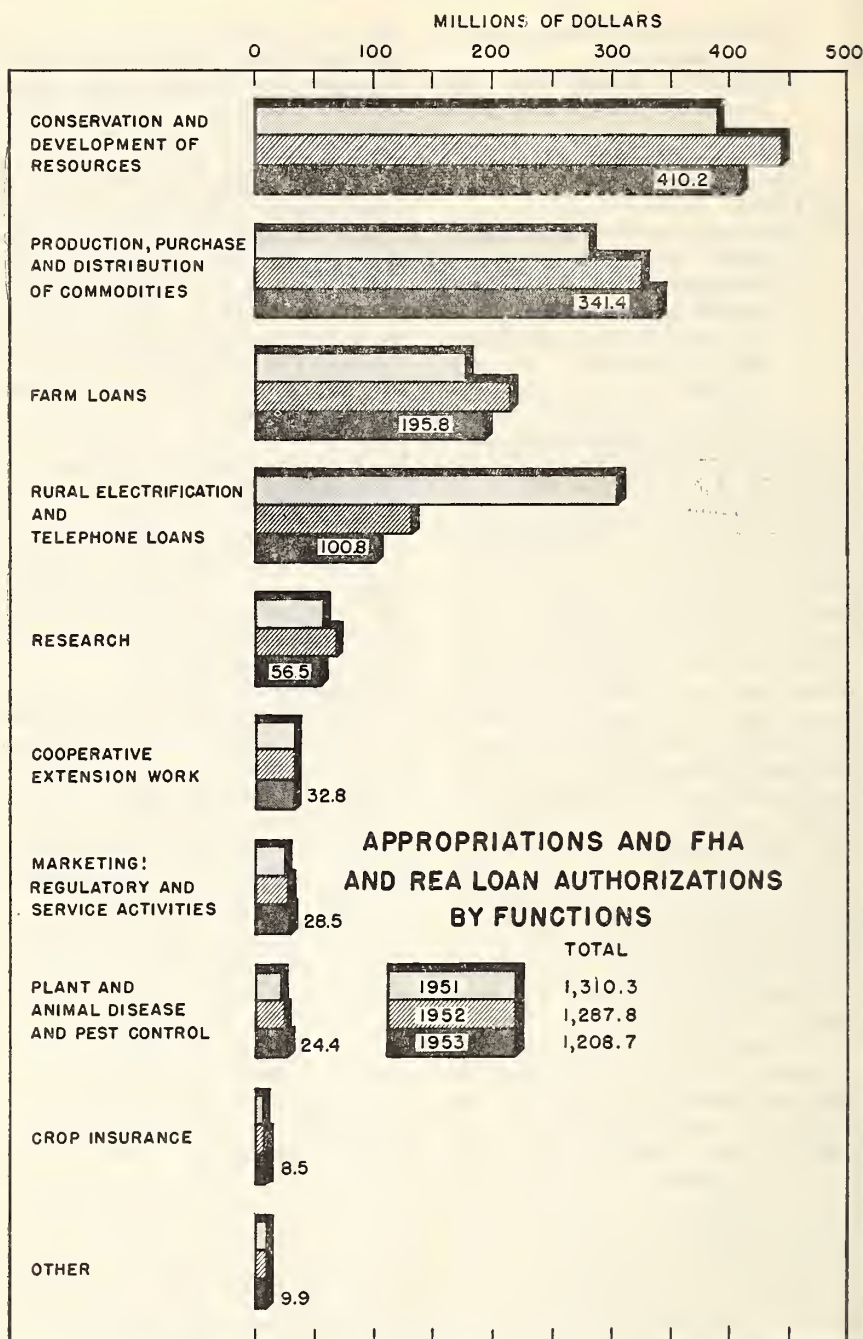 MILLIONS OF DOLLARS
0 100 200 300 400 500
CONSERVATION AND
DEVELOPMENT OF
RESOURCES
410.2
PRODUCTION, PURCHASE
AND DISTRIBUTION
OF COMMODITIES
341.4
FARM LOANS
195.8
RURAL ELECTRIFICATION
AND
TELEPHONE LOANS
100.8
RESEARCH
56.5
COOPERATIVE
EXTENSION WORK
32.8
MARKETING:
REGULATORY AND
SERVICE ACTIVITIES
28.5
APPROPRIATIONS AND FHA
AND REA LOAN AUTHORIZATIONS
BY FUNCTIONS
TOTAL
1951 1,310.3
1952 1,287.8
1953 1,208.7
PLANT AND
ANIMAL DISEASE
AND PEST CONTROL
24.4
CROP INSURANCE
8.5
OTHER
9.9